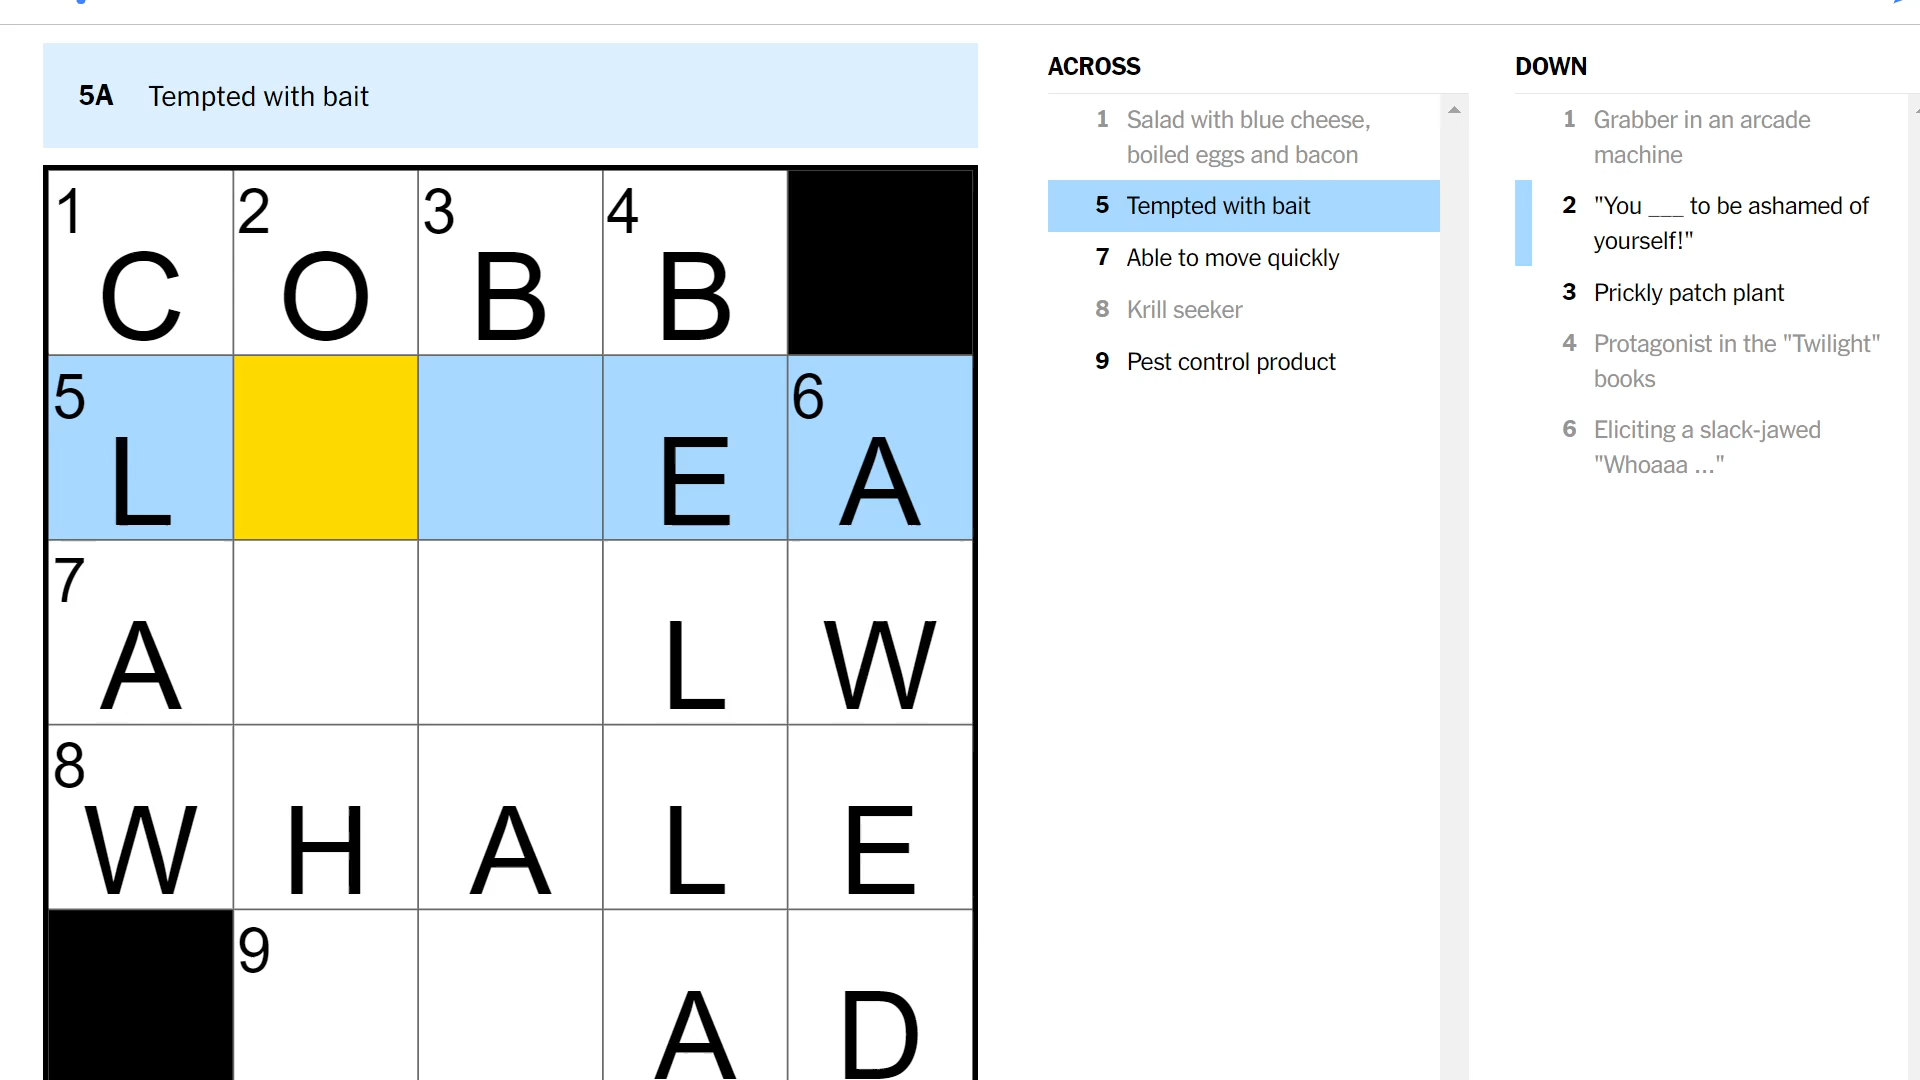 5A Tempted with bait
1 2 3 4
C O B B
5 6
L E A
7
A L W
8
W H A L E
9
A D
ACROSS
1 Salad with blue cheese,
boiled eggs and bacon
5 Tempted with bait
7 Able to move quickly
8 Krill seeker
9 Pest control product
DOWN
1 Grabber in an arcade
machine
2 "You ___ to be ashamed of
yourself!"
3 Prickly patch plant
4 Protagonist in the "Twilight"
books
6 Eliciting a slack-jawed
"Whoaaa ..."